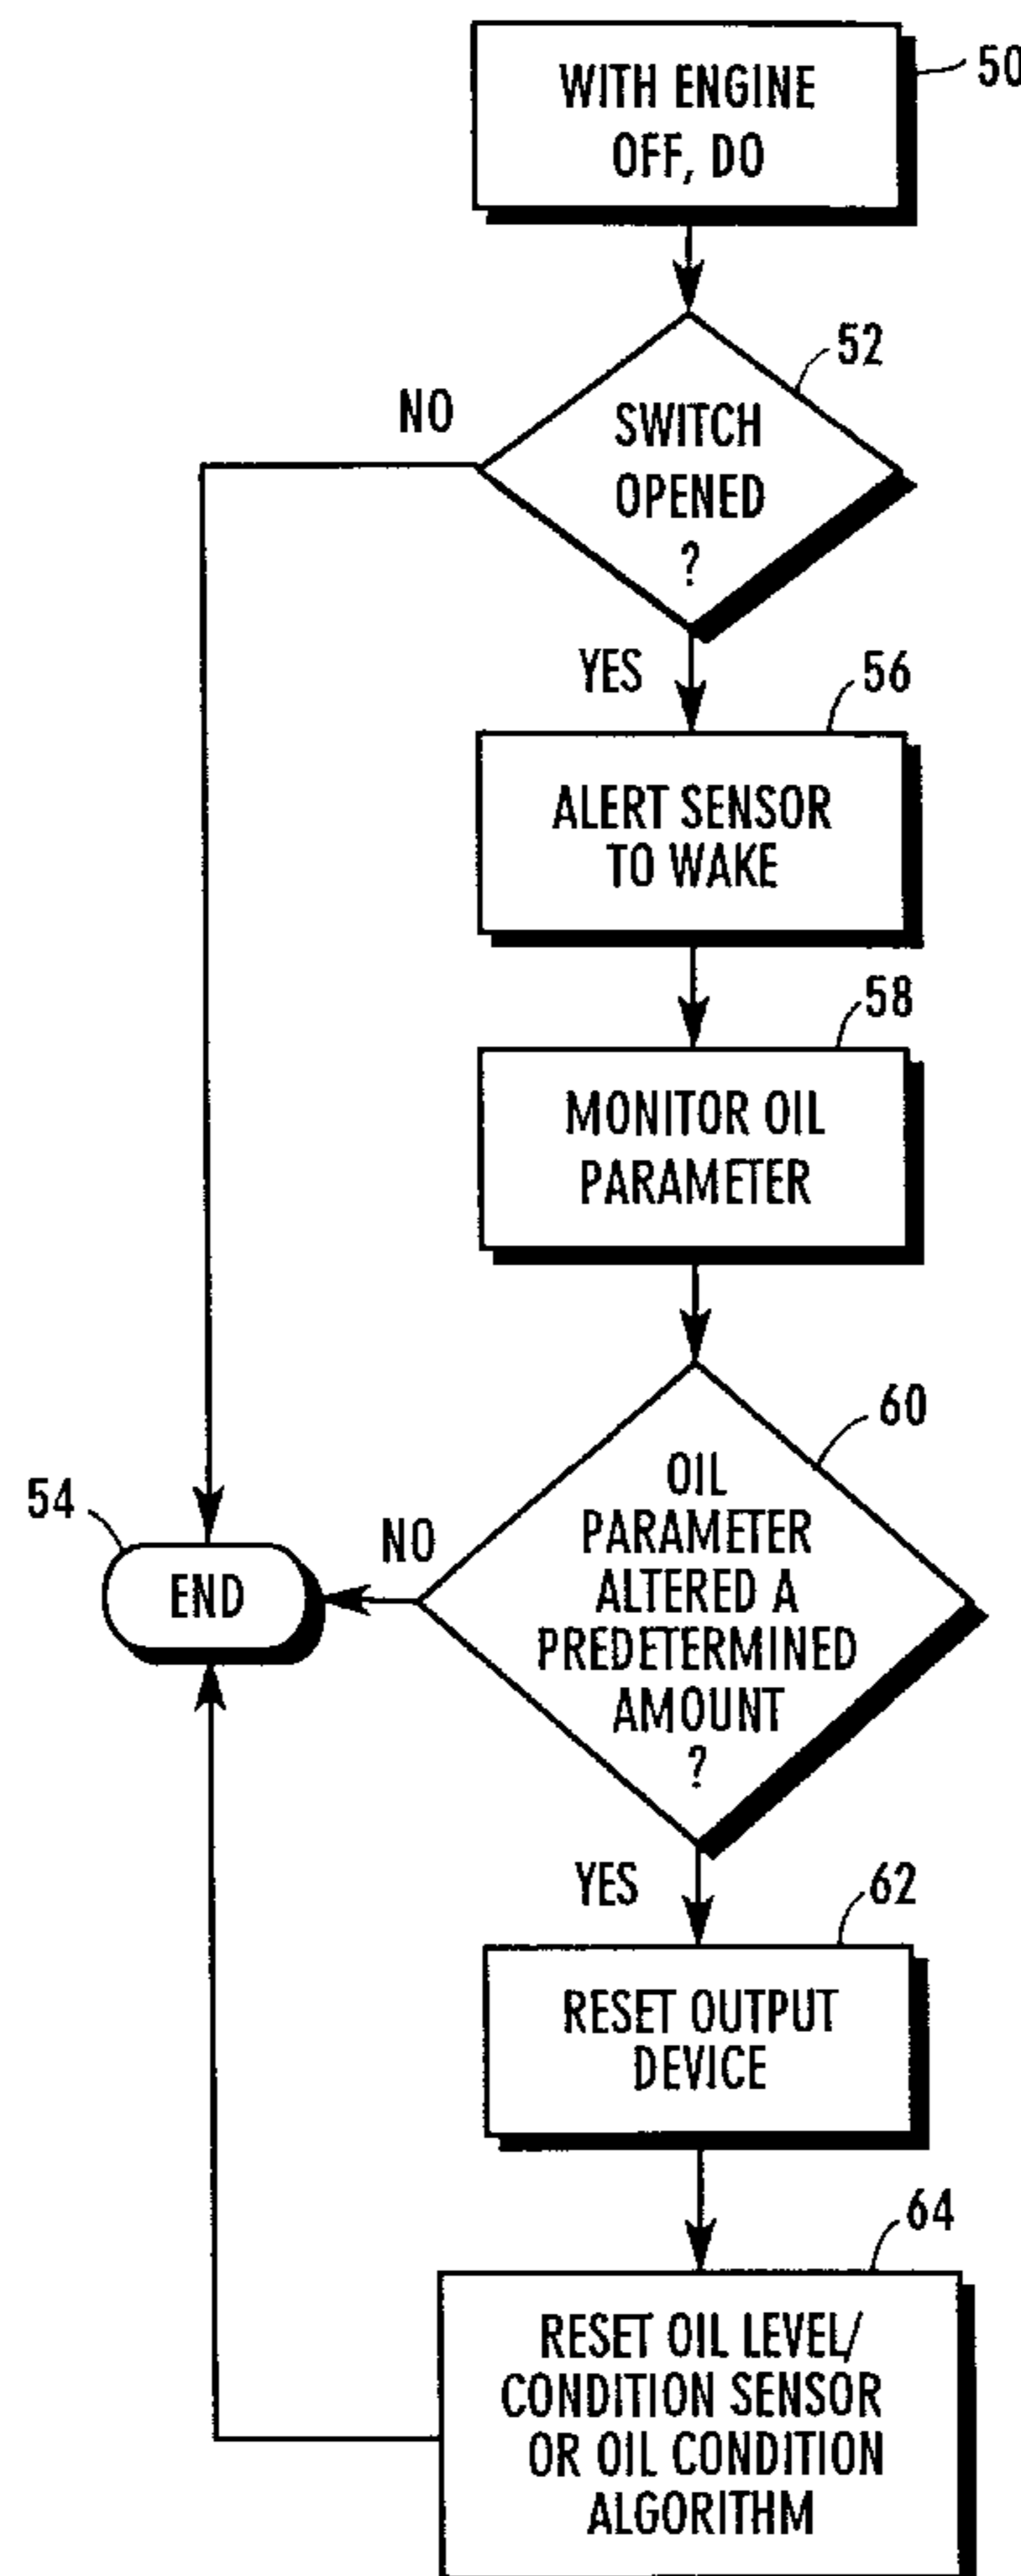 WITH ENGINE
OFF, DO
50
52
NO
SWITCH
OPENED
?
YES
56
ALERT SENSOR
TO WAKE
58
MONITOR OIL
PARAMETER
60
OIL
PARAMETER
ALTERED A
PREDETERMINED
AMOUNT
?
54
NO
END
YES
62
RESET OUTPUT
DEVICE
64
RESET OIL LEVEL/
CONDITION SENSOR
OR OIL CONDITION
ALGORITHM